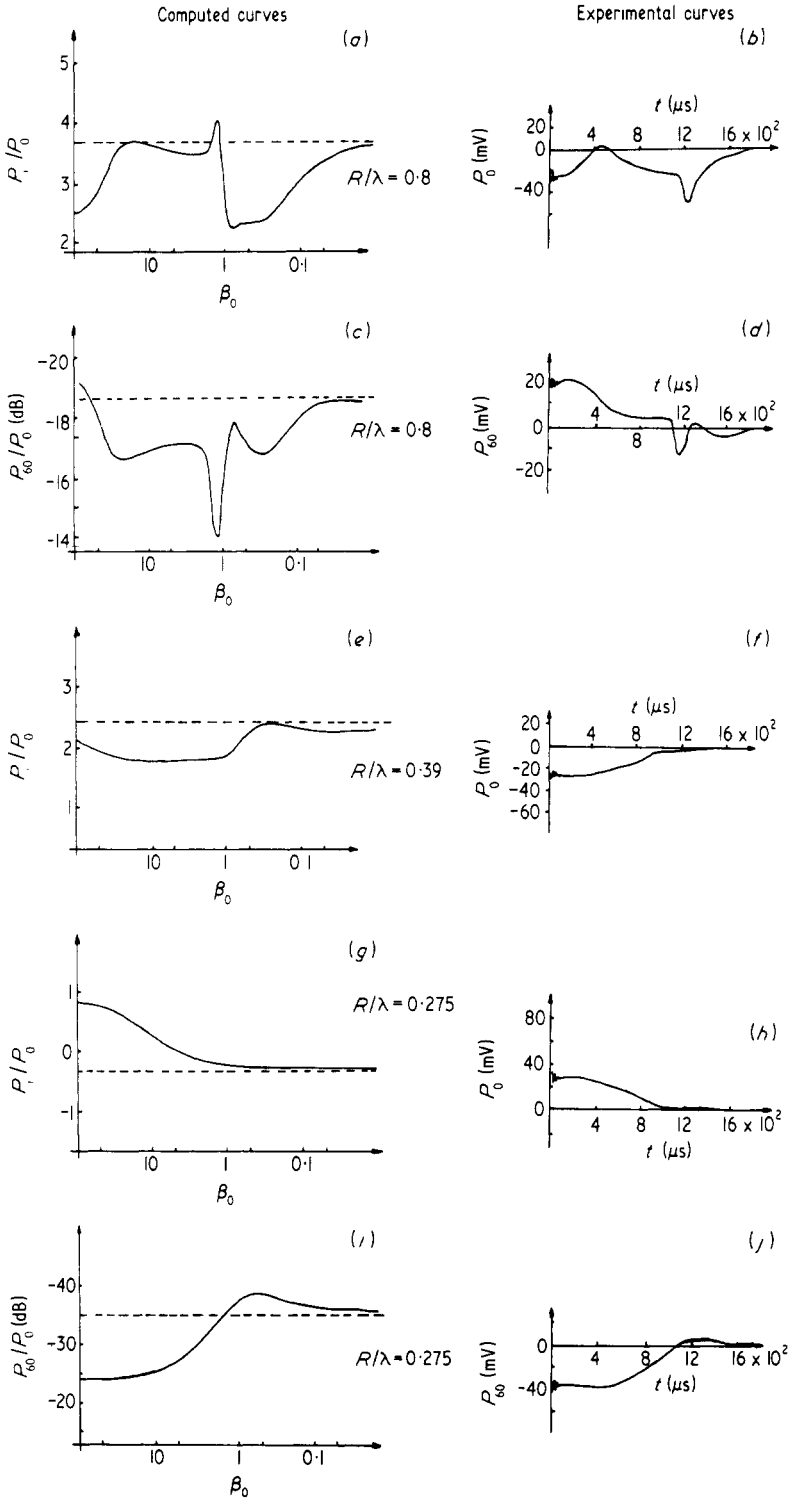 Computed curves
Experimental curves
(a)
5
4
3
2
P, /P₀
R/λ = 0·8
10
1
0·1
β₀
(b)
t (μs)
20
0
-40
P₀ (mV)
4
8
12
16 × 10²
(c)
-20
-18
-16
-14
P₆₀/P₀ (dB)
R/λ = 0·8
10
1
0·1
β₀
(d)
t (μs)
20
0
-20
P₆₀ (mV)
4
8
12
16 × 10²
(e)
3
2
1
P, /P₀
R/λ = 0·39
10
1
0 1
β₀
(f)
t (μs)
20
0
-20
-40
-60
P₀ (mV)
4
8
12
16 × 10²
(g)
1
0
-1
P, /P₀
R/λ = 0·275
10
1
0·1
β₀
(h)
80
40
0
P₀ (mV)
4
8
12
16 × 10²
t (μs)
(i)
-40
-30
-20
P₆₀/P₀ (dB)
R/λ = 0·275
10
1
0·1
β₀
(j)
0
-40
P₆₀ (mV)
4
8
12
16 × 10²
t (μs)